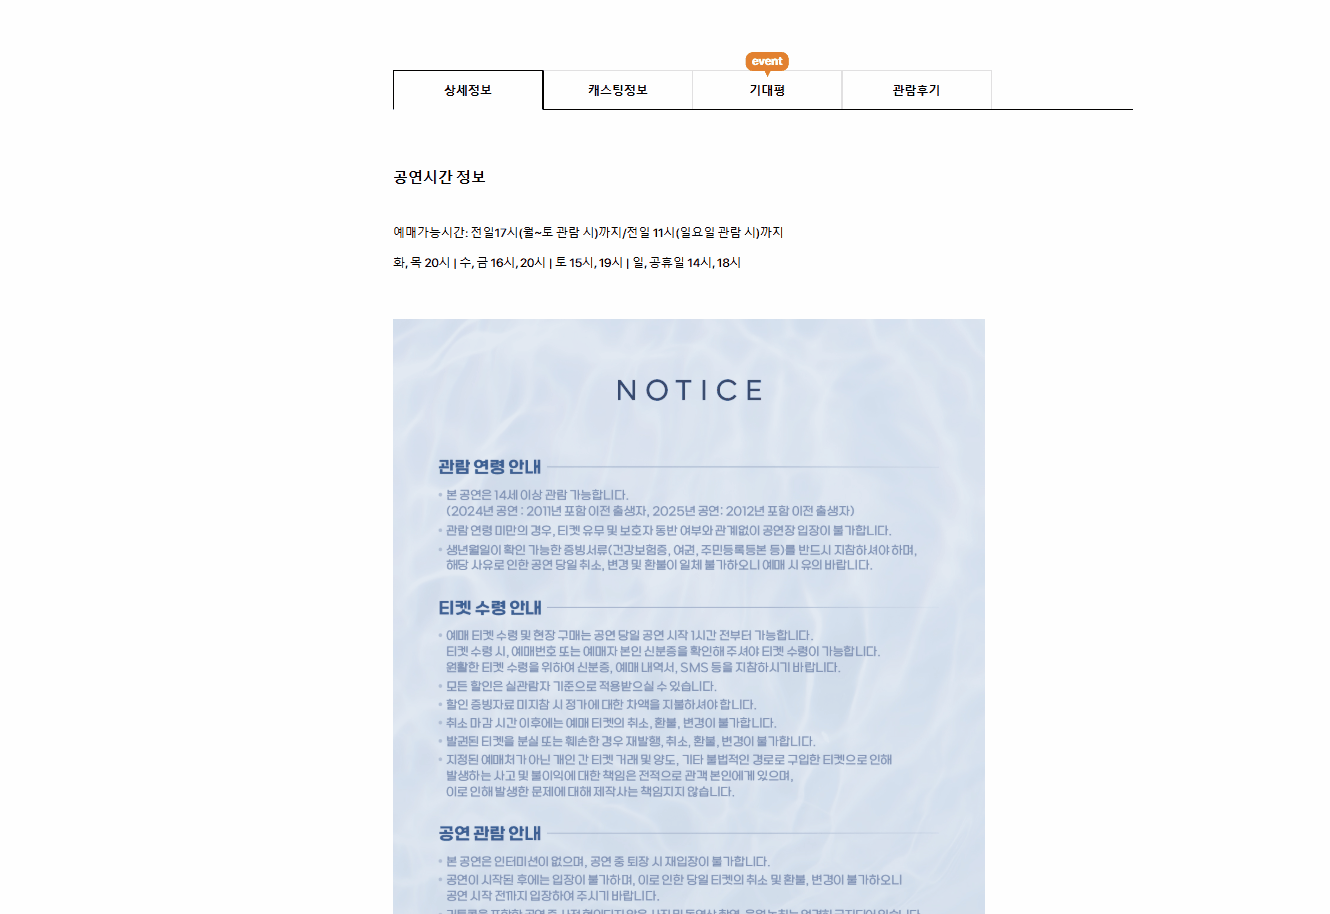 event
상세정보 캐스팅정보 기대평 관람후기
공연시간 정보
예매가능시간: 전일17시(월~토 관람 시)까지/전일 11시(일요일 관람 시)까지
화, 목 20시 | 수, 금 16시, 20시 | 토 15시, 19시 | 일, 공휴일 14시, 18시
NOTICE
관람 연령 안내
• 본 공연은 14세 이상 관람 가능합니다.
(2024년 공연 : 2011년 포함 이전 출생자, 2025년 공연: 2012년 포함 이전 출생자)
• 관람 연령 미만의 경우, 티켓 유무 및 보호자 동반 여부와 관계없이 공연장 입장이 불가합니다.
• 생년월일이 확인 가능한 증빙서류(건강보험증, 여권, 주민등록등본 등)를 반드시 지참하셔야 하며,
해당 사유로 인한 공연 당일 취소, 변경 및 환불이 일체 불가하오니 예매 시 유의 바랍니다.
티켓 수령 안내
• 예매 티켓 수령 및 현장 구매는 공연 당일 공연 시작 1시간 전부터 가능합니다.
티켓 수령 시, 예매번호 또는 예매자 본인 신분증을 확인해 주셔야 티켓 수령이 가능합니다.
원활한 티켓 수령을 위하여 신분증, 예매 내역서, SMS 등을 지참하시기 바랍니다.
• 모든 할인은 실관람자 기준으로 적용받으실 수 있습니다.
• 할인 증빙자료 미지참 시 정가에 대한 차액을 지불하셔야 합니다.
• 취소 마감 시간 이후에는 예매 티켓의 취소, 환불, 변경이 불가합니다.
• 발권된 티켓을 분실 또는 훼손한 경우 재발행, 취소, 환불, 변경이 불가합니다.
• 지정된 예매처가 아닌 개인 간 티켓 거래 및 양도, 기타 불법적인 경로로 구입한 티켓으로 인해
발생하는 사고 및 불이익에 대한 책임은 전적으로 관객 본인에게 있으며,
이로 인해 발생한 문제에 대해 제작사는 책임지지 않습니다.
공연 관람 안내
• 본 공연은 인터미션이 없으며, 공연 중 퇴장 시 재입장이 불가합니다.
• 공연이 시작된 후에는 입장이 불가하며, 이로 인한 당일 티켓의 취소 및 환불, 변경이 불가하오니
공연 시작 전까지 입장하여 주시기 바랍니다.